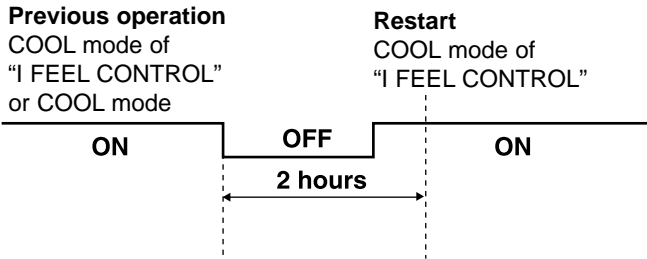 Previous operation
COOL mode of
“I FEEL CONTROL”
or COOL mode
Restart
COOL mode of
“I FEEL CONTROL”
ON
OFF
ON
2 hours